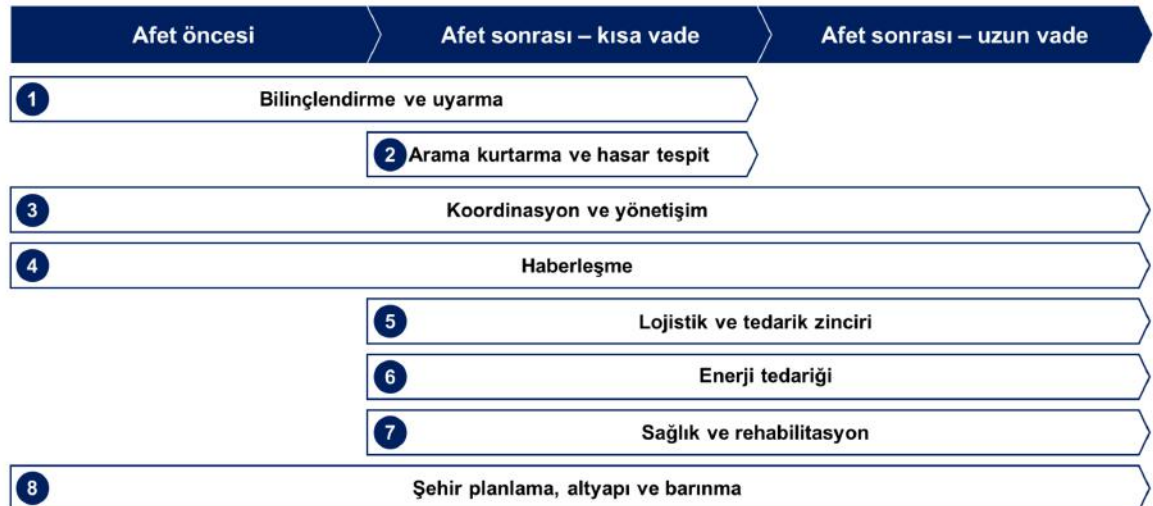 Afet öncesi
Afet sonrası – kısa vade
Afet sonrası – uzun vade
1 Bilinçlendirme ve uyarma
2 Arama kurtarma ve hasar tespit
3 Koordinasyon ve yönetişim
4 Haberleşme
5 Lojistik ve tedarik zinciri
6 Enerji tedariği
7 Sağlık ve rehabilitasyon
8 Şehir planlama, altyapı ve barınma